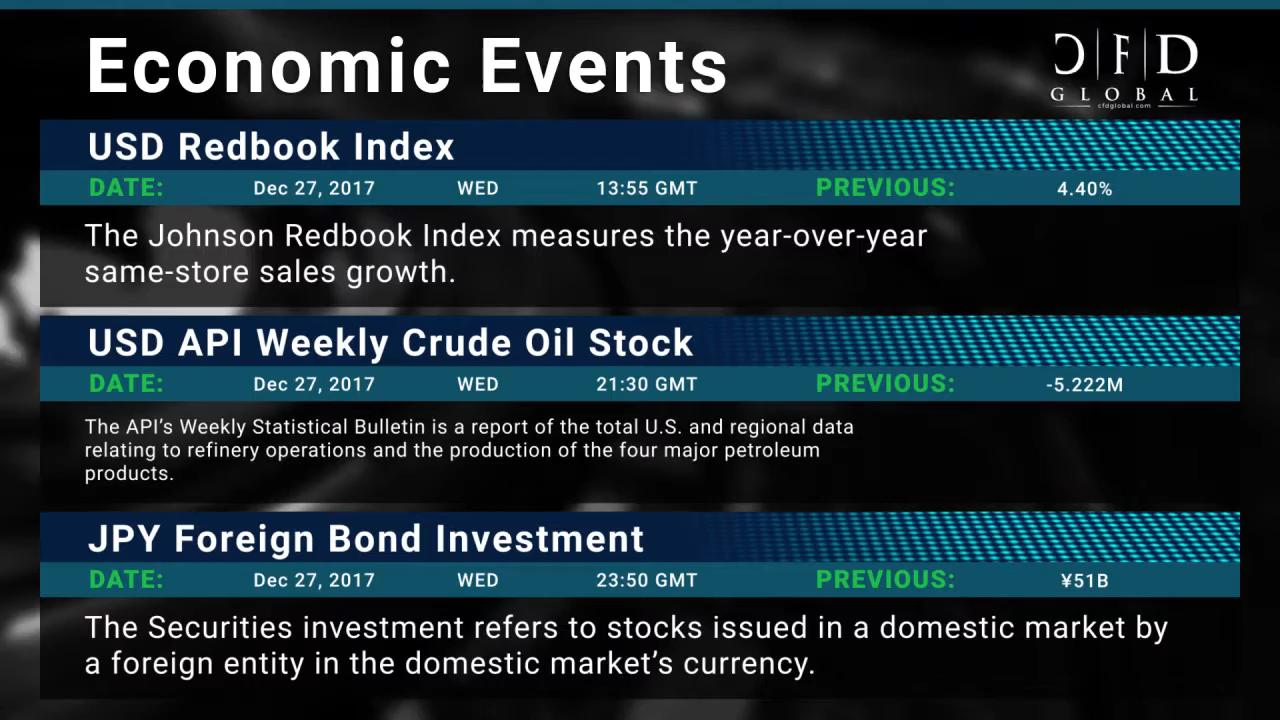 Economic Events
CFD
GLOBAL
cfdglobal.com
USD Redbook Index
DATE: Dec 27, 2017 WED 13:55 GMT PREVIOUS: 4.40%
The Johnson Redbook Index measures the year-over-year
same-store sales growth.
USD API Weekly Crude Oil Stock
DATE: Dec 27, 2017 WED 21:30 GMT PREVIOUS: -5.222M
The API’s Weekly Statistical Bulletin is a report of the total U.S. and regional data
relating to refinery operations and the production of the four major petroleum
products.
JPY Foreign Bond Investment
DATE: Dec 27, 2017 WED 23:50 GMT PREVIOUS: ¥51B
The Securities investment refers to stocks issued in a domestic market by
a foreign entity in the domestic market’s currency.